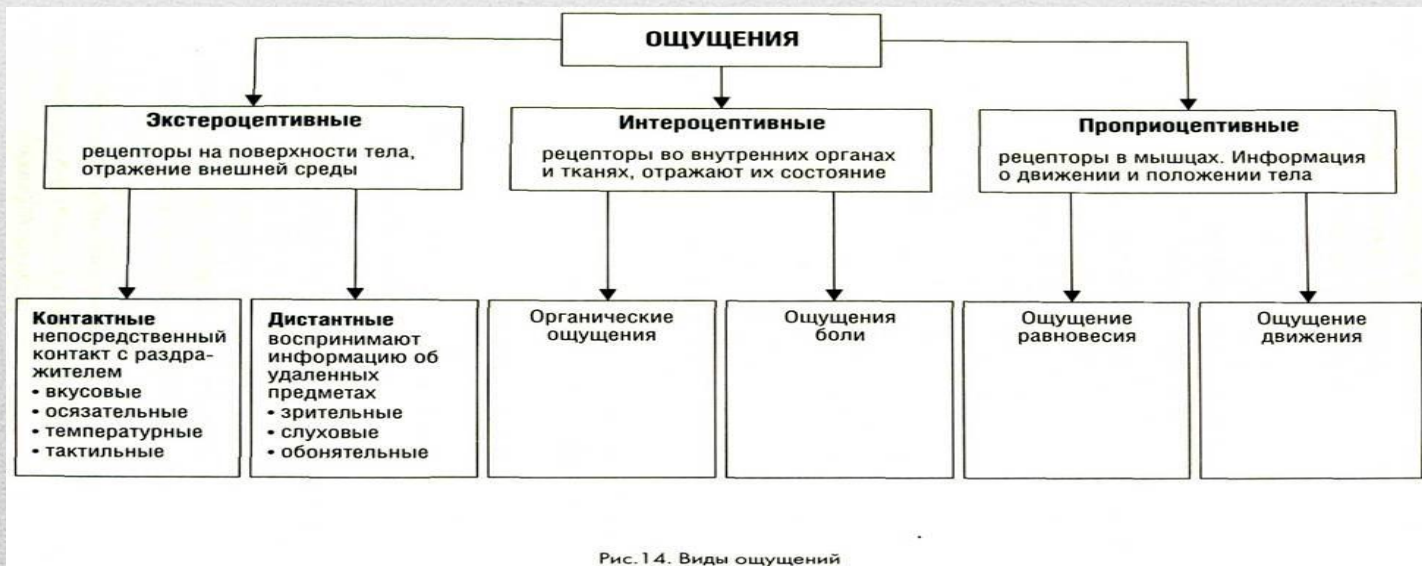 ОЩУЩЕНИЯ
Экстероцептивные
рецепторы на поверхности тела,
отражение внешней среды
Интероцептивные
рецепторы во внутренних органах
и тканях, отражают их состояние
Проприоцептивные
рецепторы в мышцах. Информация
о движении и положении тела
Контактные
непосредственный
контакт с раздра-
жителем
• вкусовые
• осязательные
• температурные
• тактильные
Дистантные
воспринимают
информацию об
удаленных
предметах
• зрительные
• слуховые
• обонятельные
Органические
ощущения
Ощущения
боли
Ощущение
равновесия
Ощущение
движения
Рис.14. Виды ощущений